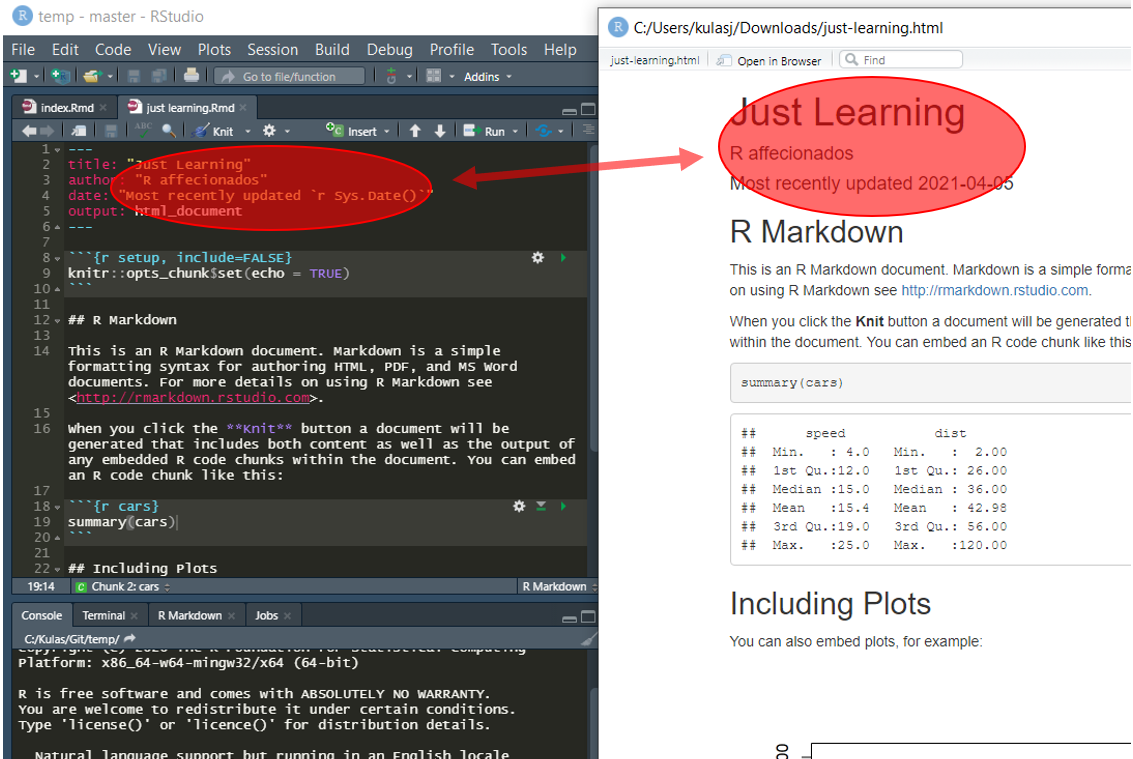 temp - master - RStudio
File Edit Code View Plots Session Build Debug Profile Tools Help
Go to file/function Addins
index.Rmd just learning.Rmd
ABC Knit Insert Run
1 ---
2 title: "Just Learning"
3 author: "R affecionados"
4 date: "Most recently updated `r Sys.Date()`"
5 output: html_document
6 ---
7
8 ```{r setup, include=FALSE}
9 knitr::opts_chunk$set(echo = TRUE)
10 ```
11
12 ## R Markdown
13
14 This is an R Markdown document. Markdown is a simple
formatting syntax for authoring HTML, PDF, and MS Word
documents. For more details on using R Markdown see
<http://rmarkdown.rstudio.com>.
15
16 When you click the **Knit** button a document will be
generated that includes both content as well as the output of
any embedded R code chunks within the document. You can embed
an R code chunk like this:
17
18 ```{r cars}
19 summary(cars)
20 ```
21
22 ## Including Plots
19:14 C Chunk 2: cars R Markdown
Console Terminal R Markdown Jobs
C:/Kulas/Git/temp/
Copyright (C) 2020 The R Foundation for Statistical Computing
Platform: x86_64-w64-mingw32/x64 (64-bit)
R is free software and comes with ABSOLUTELY NO WARRANTY.
You are welcome to redistribute it under certain conditions.
Type 'license()' or 'licence()' for distribution details.
Natural language support but running in an English locale
R C:/Users/kulasj/Downloads/just-learning.html
just-learning.html Open in Browser Find
Just Learning
R affecionados
Most recently updated 2021-04-05
R Markdown
This is an R Markdown document. Markdown is a simple forma
on using R Markdown see http://rmarkdown.rstudio.com.
When you click the Knit button a document will be generated t
within the document. You can embed an R code chunk like this
summary(cars)
## speed dist
## Min. : 4.0 Min. : 2.00
## 1st Qu.:12.0 1st Qu.: 26.00
## Median :15.0 Median : 36.00
## Mean :15.4 Mean : 42.98
## 3rd Qu.:19.0 3rd Qu.: 56.00
## Max. :25.0 Max. :120.00
Including Plots
You can also embed plots, for example:
00